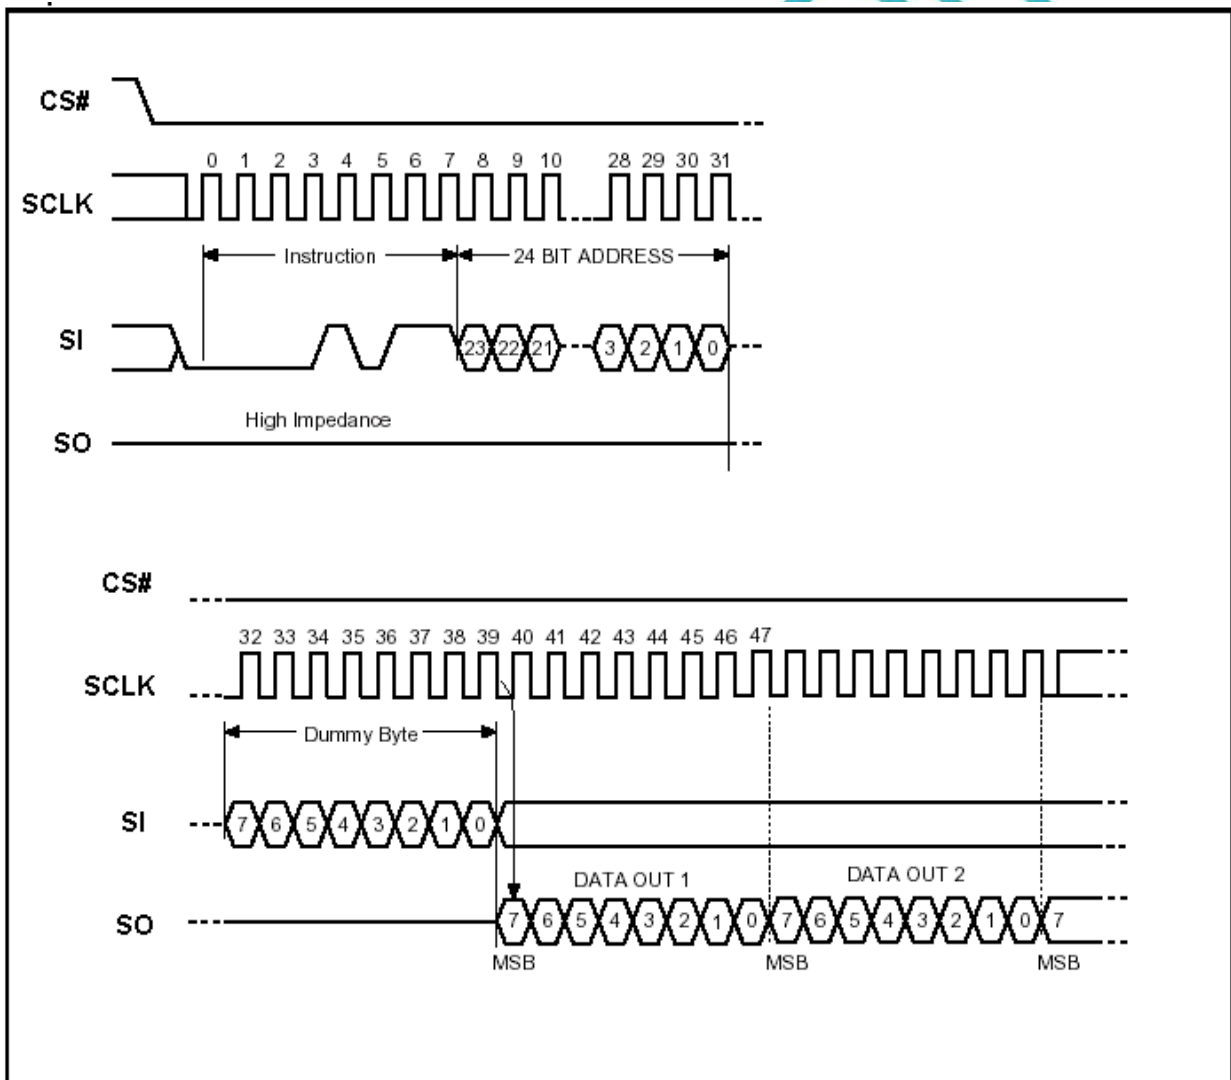 CS#
0 1 2 3 4 5 6 7 8 9 10 28 29 30 31
SCLK
Instruction 24 BIT ADDRESS
SI
23 22 21 3 2 1 0
High Impedance
SO
CS#
32 33 34 35 36 37 38 39 40 41 42 43 44 45 46 47
SCLK
Dummy Byte
SI
7 6 5 4 3 2 1 0
DATA OUT 1 DATA OUT 2
SO
7 6 5 4 3 2 1 0 7 6 5 4 3 2 1 0 7
MSB MSB MSB